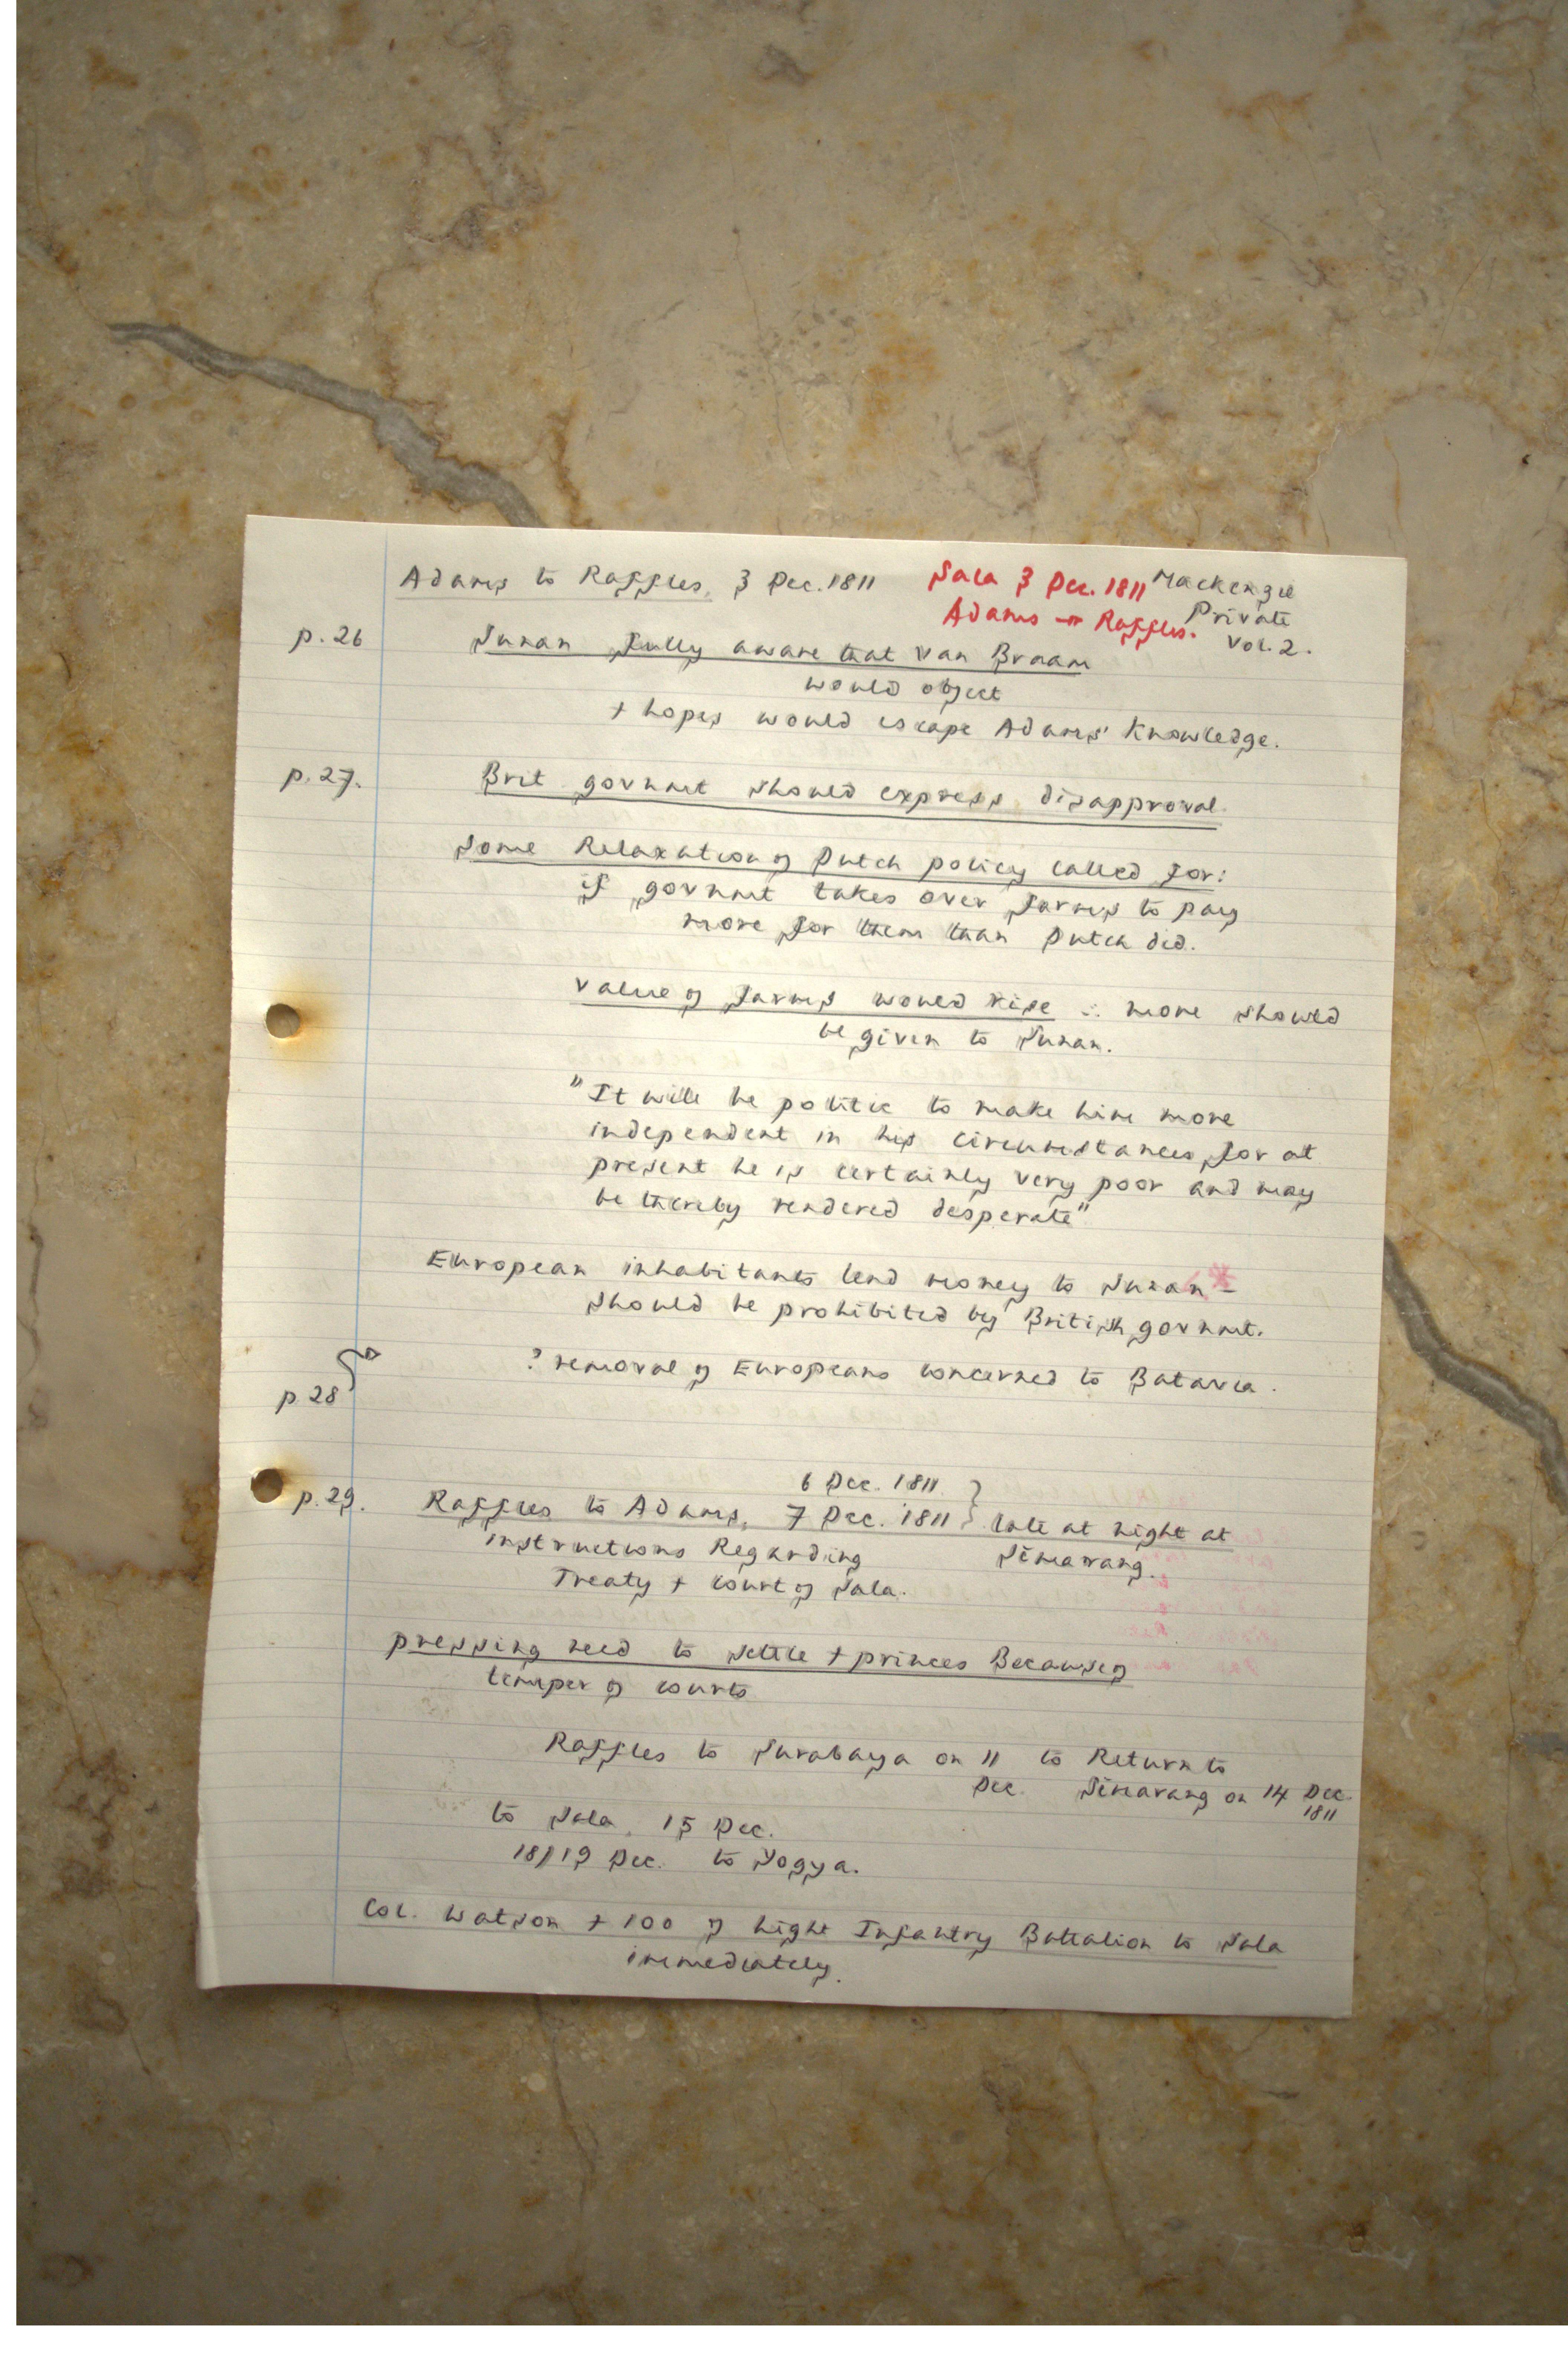 Adams to Raffles, 3 Dec. 1811
Sala 3 Dec. 1811
Adams → Raffles.
Mackenzie
Private
Vol. 2.
p. 26
Sunan fully aware that van Braam
would object
+ hopes would escape Adams' knowledge.
p. 27.
Brit govnmt should express disapproval
Some Relaxation of Dutch policy called for:
if govnmt takes over farms to pay
more for them than Dutch did.
value of farms would rise ∴ more should
be given to Sunan.
"It will be politic to make him more
independent in his circumstances, for at
present he is certainly very poor and may
be thereby rendered desperate"
European inhabitants lend money to Sunan –
should be prohibited by British govnmt.
p. 28
? removal of Europeans concerned to Batavia.
6 Dec. 1811 }
p. 29.
Raffles to Adams, 7 Dec. 1811 } late at night at
Semarang.
instructions Regarding
Treaty + court of Sala.
pressing need to settle + princes Because of
temper of courts
Raffles to Surabaya on 11 to Return to
Dec. Semarang on 14 Dec.
1811
to Sala, 15 Dec.
18/19 Dec. to Yogya.
Col. Watson + 100 of Light Infantry Battalion to Sala
immediately.